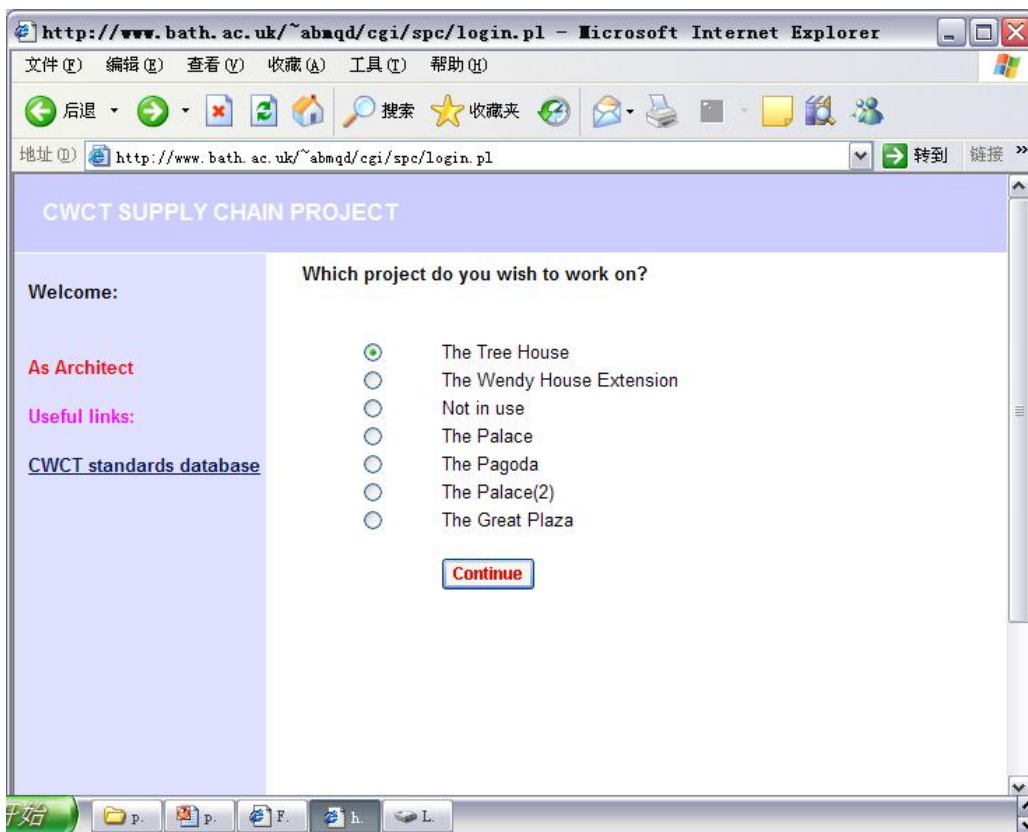 http://www.bath.ac.uk/~abmqd/cgi/spc/login.pl - Microsoft Internet Explorer
文件(F) 编辑(E) 查看(V) 收藏(A) 工具(T) 帮助(H)
后退 搜索 收藏夹
地址(D) http://www.bath.ac.uk/~abmqd/cgi/spc/login.pl 转到 链接 »
CWCT SUPPLY CHAIN PROJECT
Which project do you wish to work on?
Welcome:
The Tree House
As Architect
The Wendy House Extension
Not in use
Useful links:
The Palace
The Pagoda
CWCT standards database
The Palace(2)
The Great Plaza
Continue
开始 p. p. F. h. L.